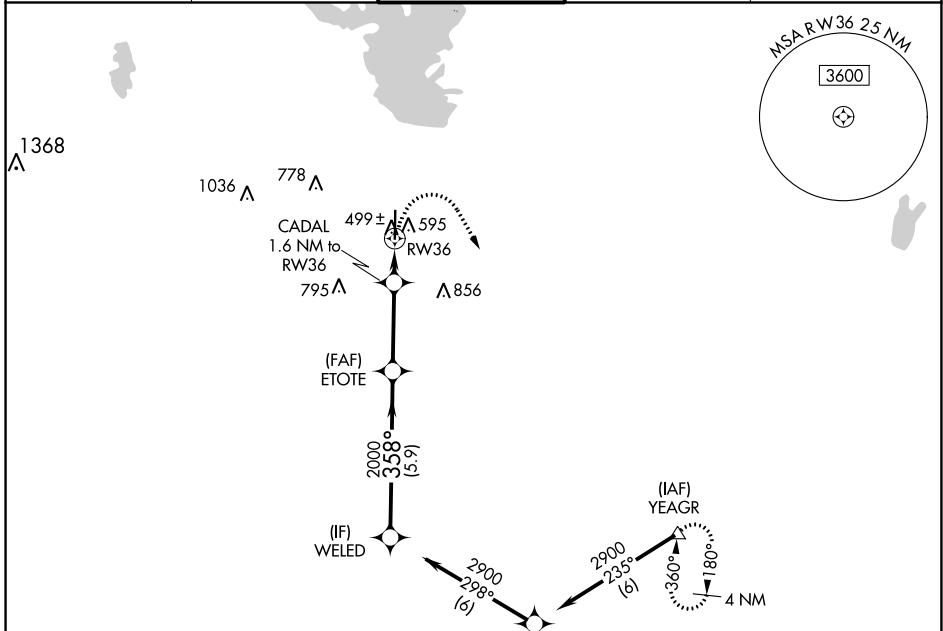 MSA RW36 25 NM
3600
1368
1036
778
499±
595
CADAL
1.6 NM to
RW36
RW36
795
856
(FAF)
ETOTE
2000
358°
(5.9)
(IF)
WELED
(IAF)
YEAGR
2900
235°
(6)
2900
298°
(6)
360°
180°
4 NM